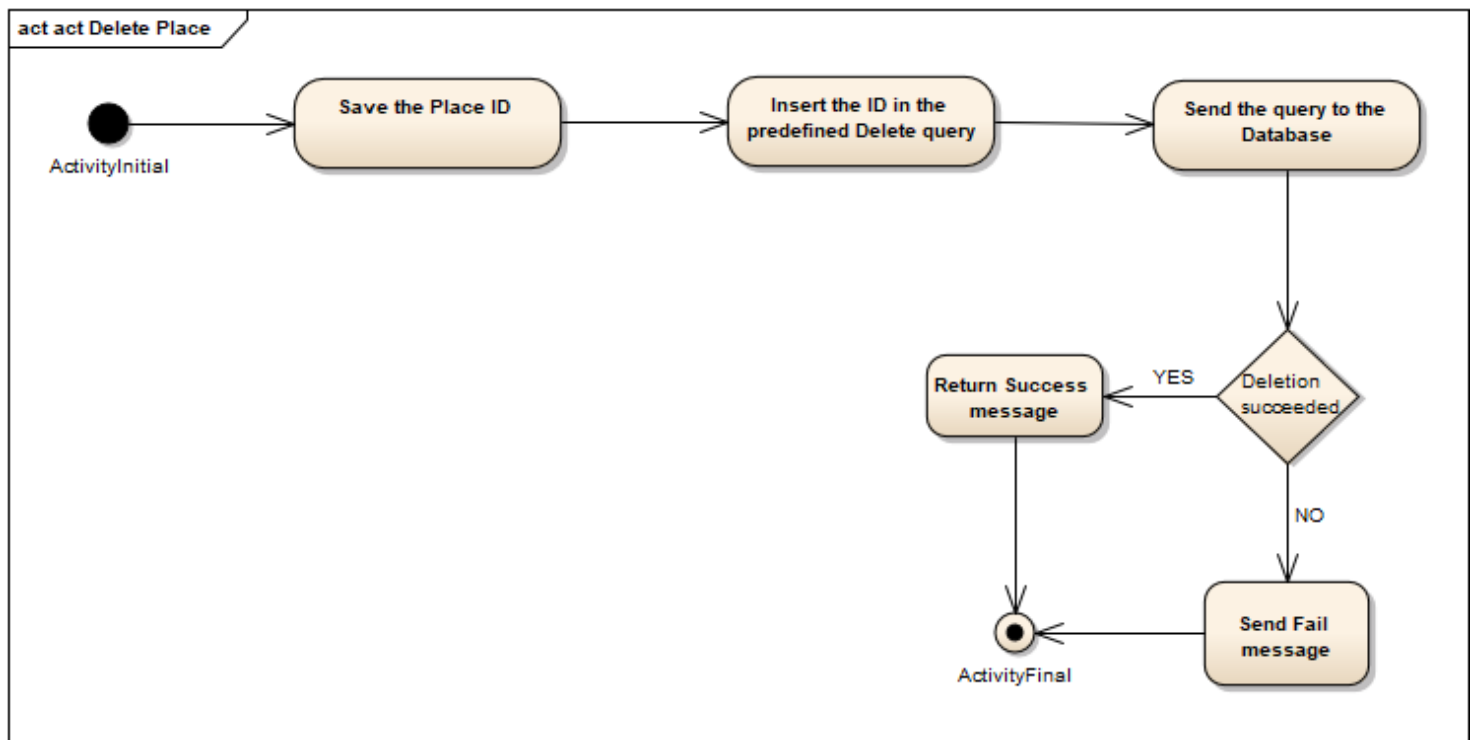 act act Delete Place
ActivityInitial
Save the Place ID
Insert the ID in the
predefined Delete query
Send the query to the
Database
Deletion
succeeded
YES
Return Success
message
NO
Send Fail
message
ActivityFinal